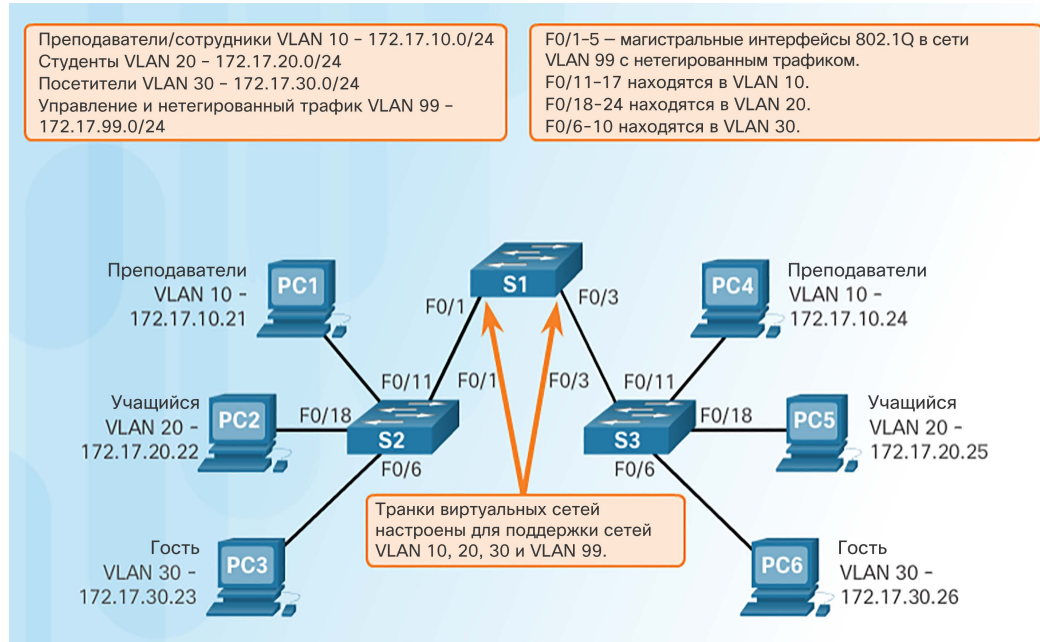 Преподаватели/сотрудники VLAN 10 – 172.17.10.0/24
Студенты VLAN 20 – 172.17.20.0/24
Посетители VLAN 30 – 172.17.30.0/24
Управление и нетегированный трафик VLAN 99 –
172.17.99.0/24
F0/1-5 – магистральные интерфейсы 802.1Q в сети
VLAN 99 с нетегированным трафиком.
F0/11-17 находятся в VLAN 10.
F0/18-24 находятся в VLAN 20.
F0/6-10 находятся в VLAN 30.
Преподаватели
VLAN 10 –
172.17.10.21
PC1
S1
F0/1
F0/3
PC4
Преподаватели
VLAN 10 –
172.17.10.24
F0/11
F0/1
F0/3
F0/11
Учащийся
VLAN 20 –
172.17.20.22
PC2
F0/18
S2
F0/6
S3
F0/18
F0/6
PC5
Учащийся
VLAN 20 –
172.17.20.25
Транки виртуальных сетей
настроены для поддержки сетей
VLAN 10, 20, 30 и VLAN 99.
Гость
VLAN 30 –
172.17.30.23
PC3
PC6
Гость
VLAN 30 –
172.17.30.26